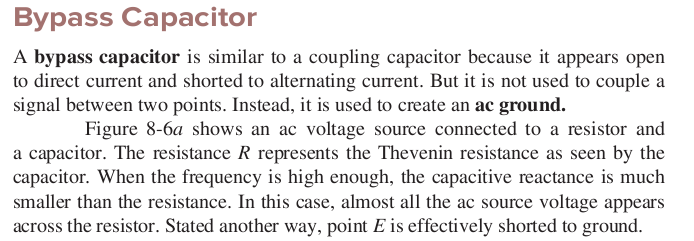 Bypass Capacitor
A bypass capacitor is similar to a coupling capacitor because it appears open
to direct current and shorted to alternating current. But it is not used to couple a
signal between two points. Instead, it is used to create an ac ground.
Figure 8-6a shows an ac voltage source connected to a resistor and
a capacitor. The resistance R represents the Thevenin resistance as seen by the
capacitor. When the frequency is high enough, the capacitive reactance is much
smaller than the resistance. In this case, almost all the ac source voltage appears
across the resistor. Stated another way, point E is effectively shorted to ground.